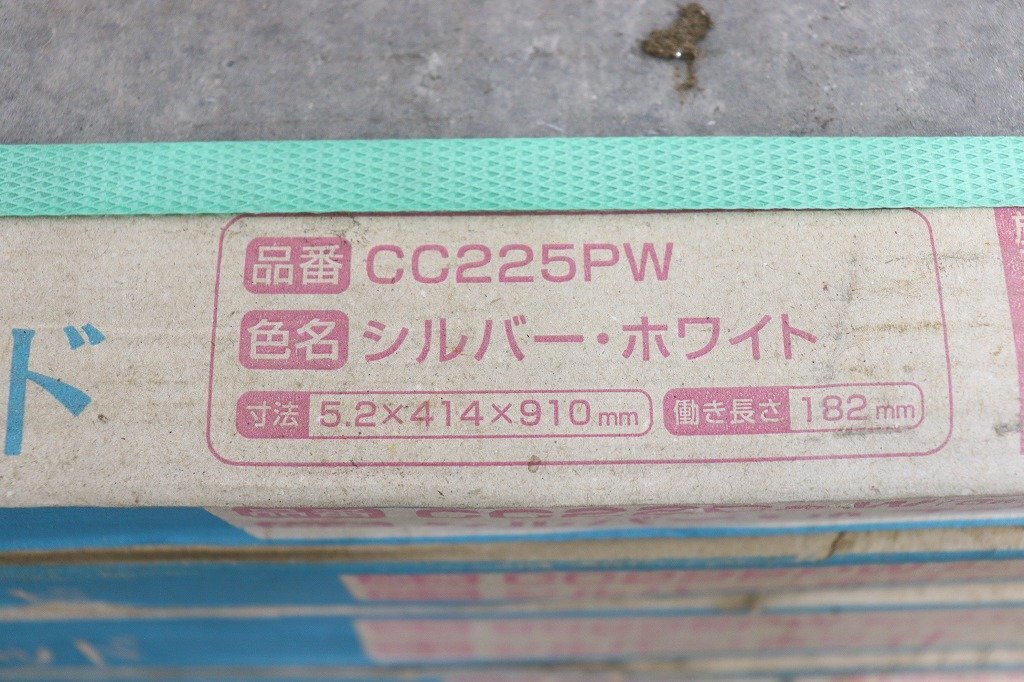 品番 CC225PW
色名 シルバー・ホワイト
寸法 5.2×414×910mm 働き長さ 182mm
ド